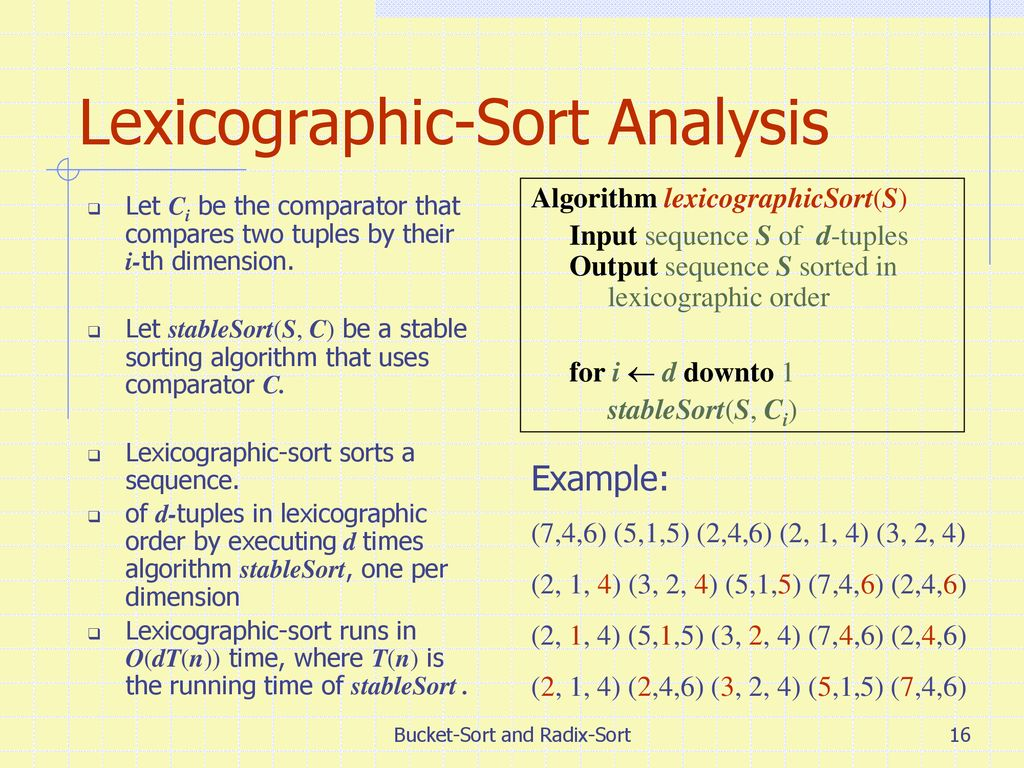 Lexicographic-Sort Analysis
Let Ci be the comparator that
compares two tuples by their
i-th dimension.
Let stableSort(S, C) be a stable
sorting algorithm that uses
comparator C.
Lexicographic-sort sorts a
sequence.
of d-tuples in lexicographic
order by executing d times
algorithm stableSort, one per
dimension
Lexicographic-sort runs in
O(dT(n)) time, where T(n) is
the running time of stableSort .
Algorithm lexicographicSort(S)
Input sequence S of d-tuples
Output sequence S sorted in
lexicographic order
for i ← d downto 1
stableSort(S, Ci)
Example:
(7,4,6) (5,1,5) (2,4,6) (2, 1, 4) (3, 2, 4)
(2, 1, 4) (3, 2, 4) (5,1,5) (7,4,6) (2,4,6)
(2, 1, 4) (5,1,5) (3, 2, 4) (7,4,6) (2,4,6)
(2, 1, 4) (2,4,6) (3, 2, 4) (5,1,5) (7,4,6)
Bucket-Sort and Radix-Sort
16